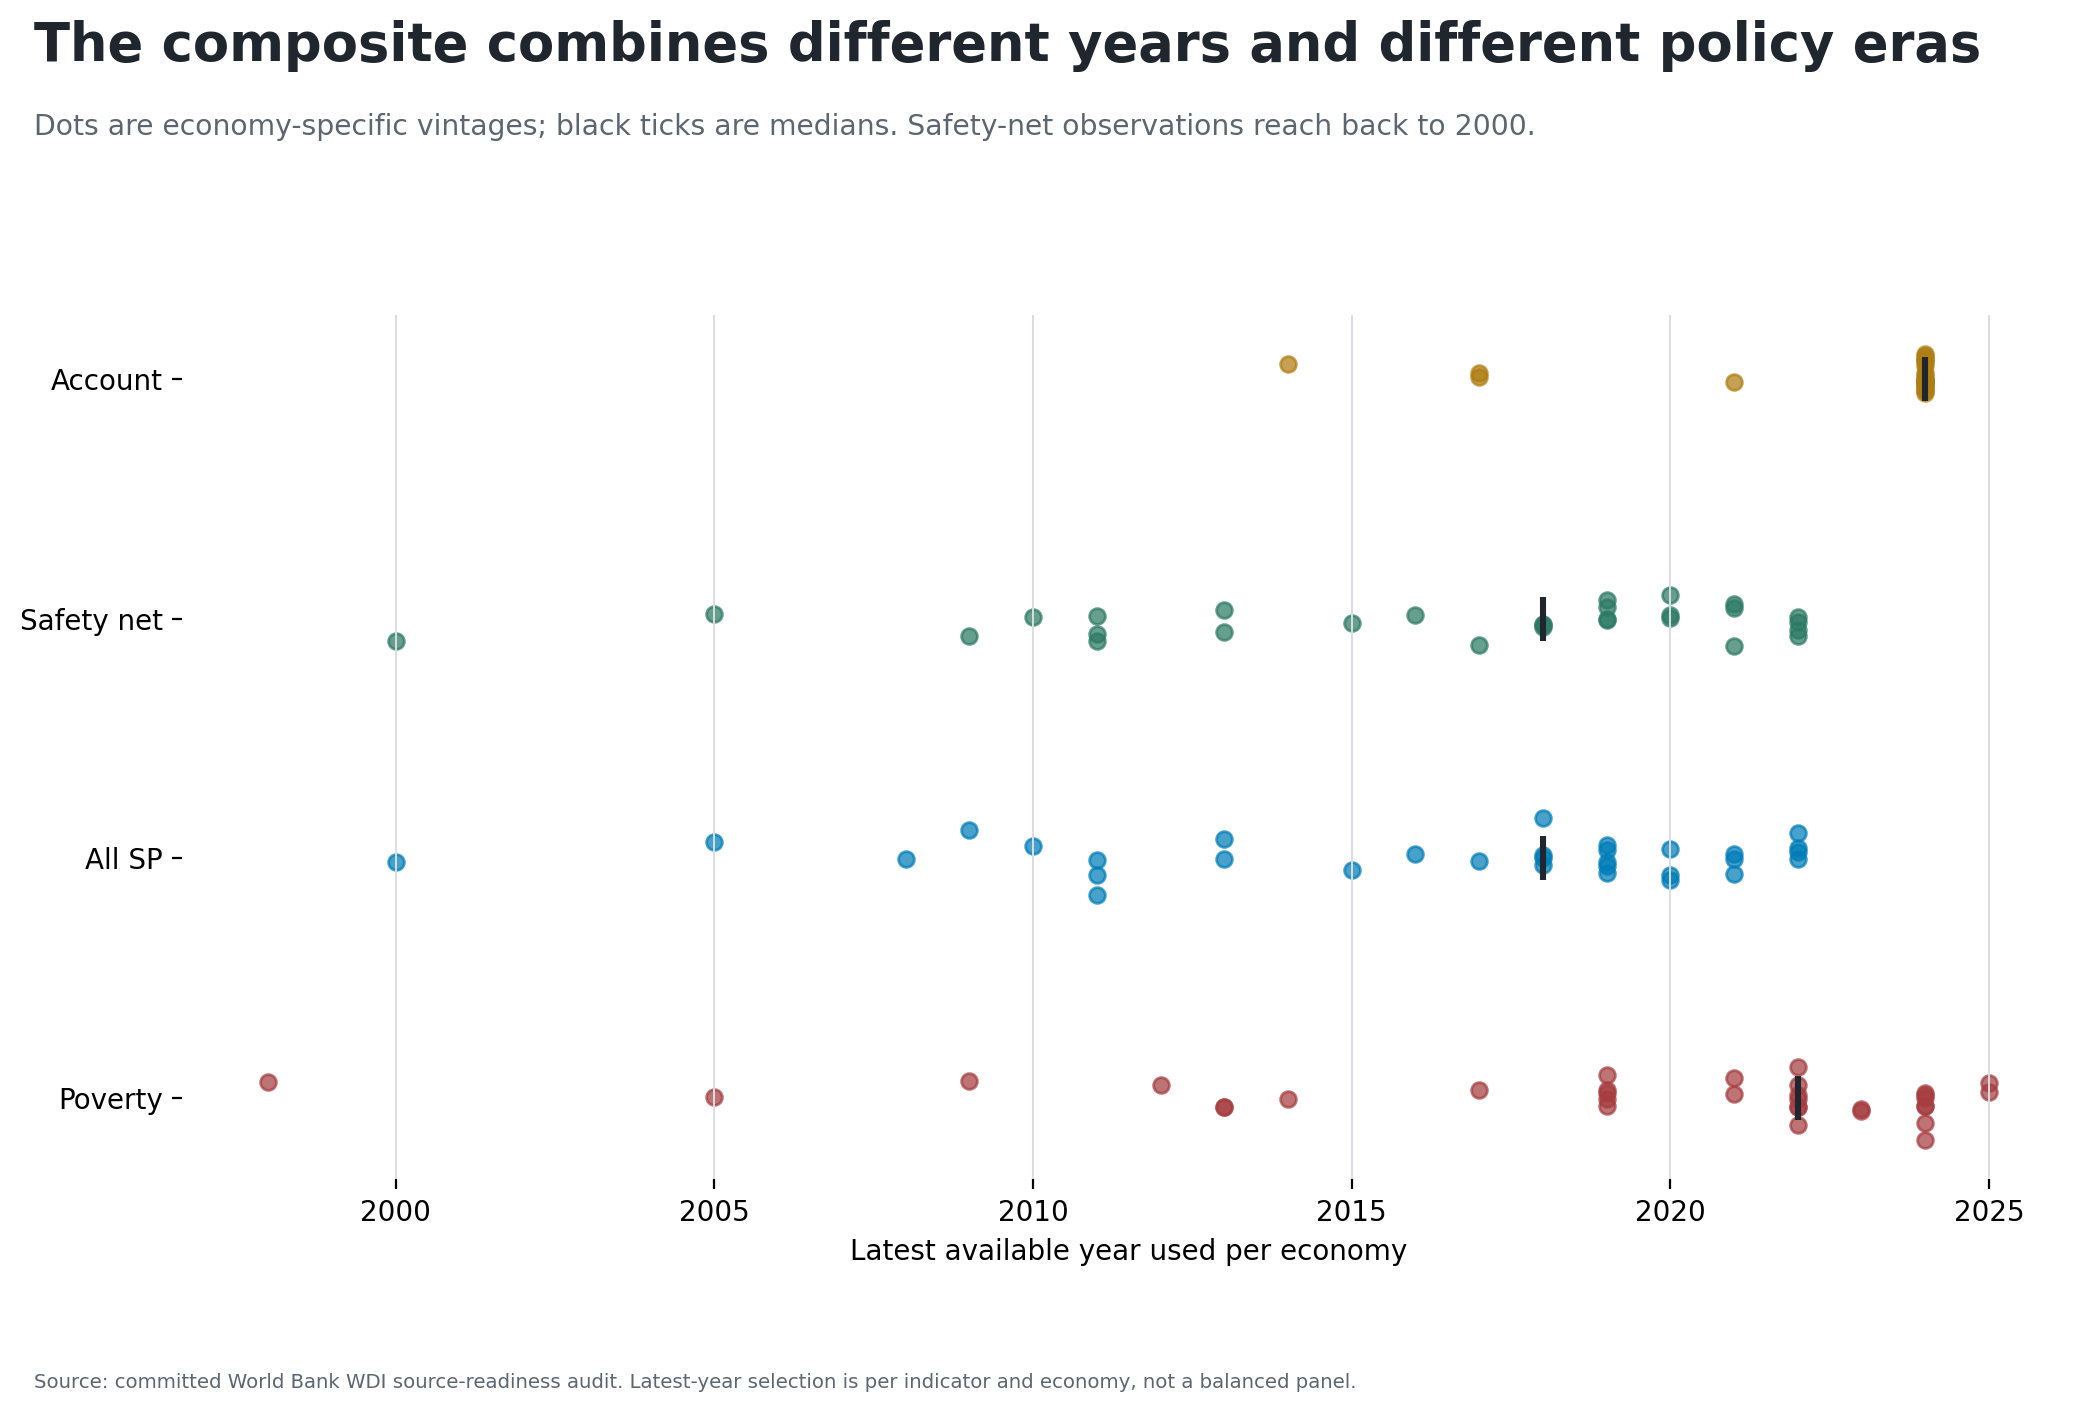 The composite combines different years and different policy eras
Dots are economy-specific vintages; black ticks are medians. Safety-net observations reach back to 2000.
Account
Safety net
All SP
Poverty
2000 2005 2010 2015 2020 2025
Latest available year used per economy
Source: committed World Bank WDI source-readiness audit. Latest-year selection is per indicator and economy, not a balanced panel.